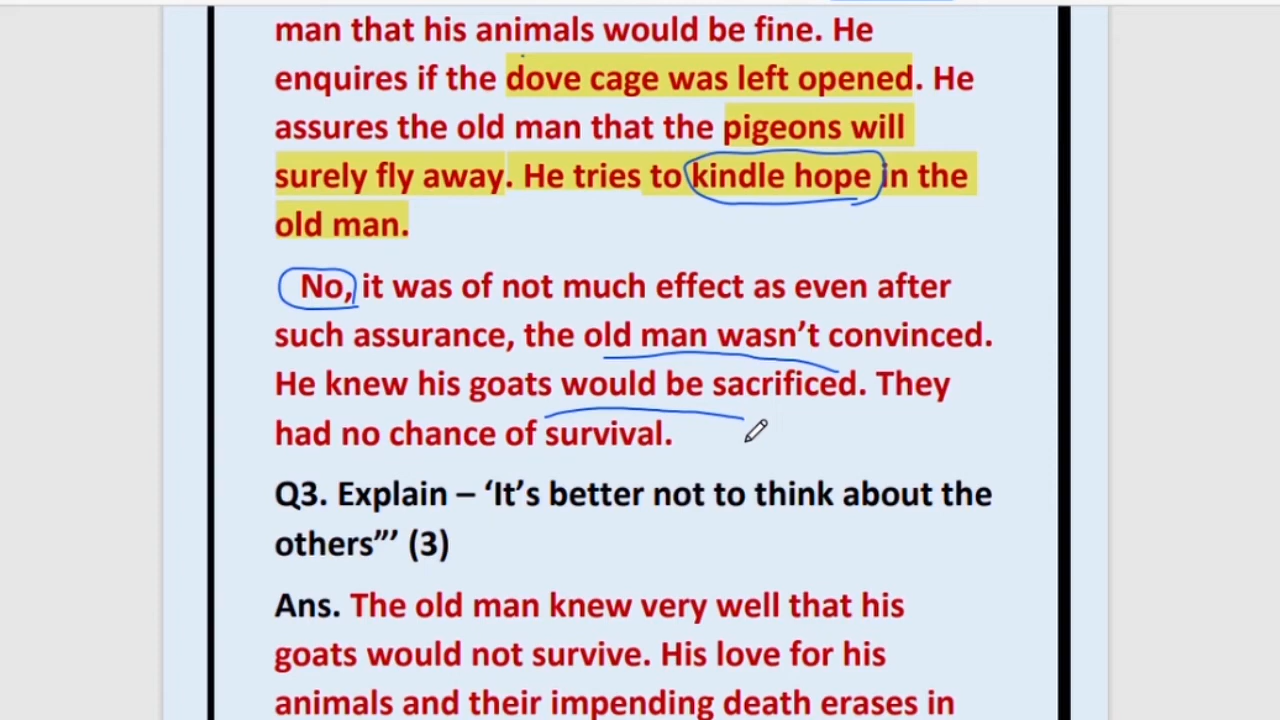 man that his animals would be fine. He
enquires if the dove cage was left opened. He
assures the old man that the pigeons will
surely fly away. He tries to kindle hope in the
old man.
No, it was of not much effect as even after
such assurance, the old man wasn’t convinced.
He knew his goats would be sacrificed. They
had no chance of survival.
Q3. Explain – ‘It’s better not to think about the
others”’ (3)
Ans. The old man knew very well that his
goats would not survive. His love for his
animals and their impending death erases in